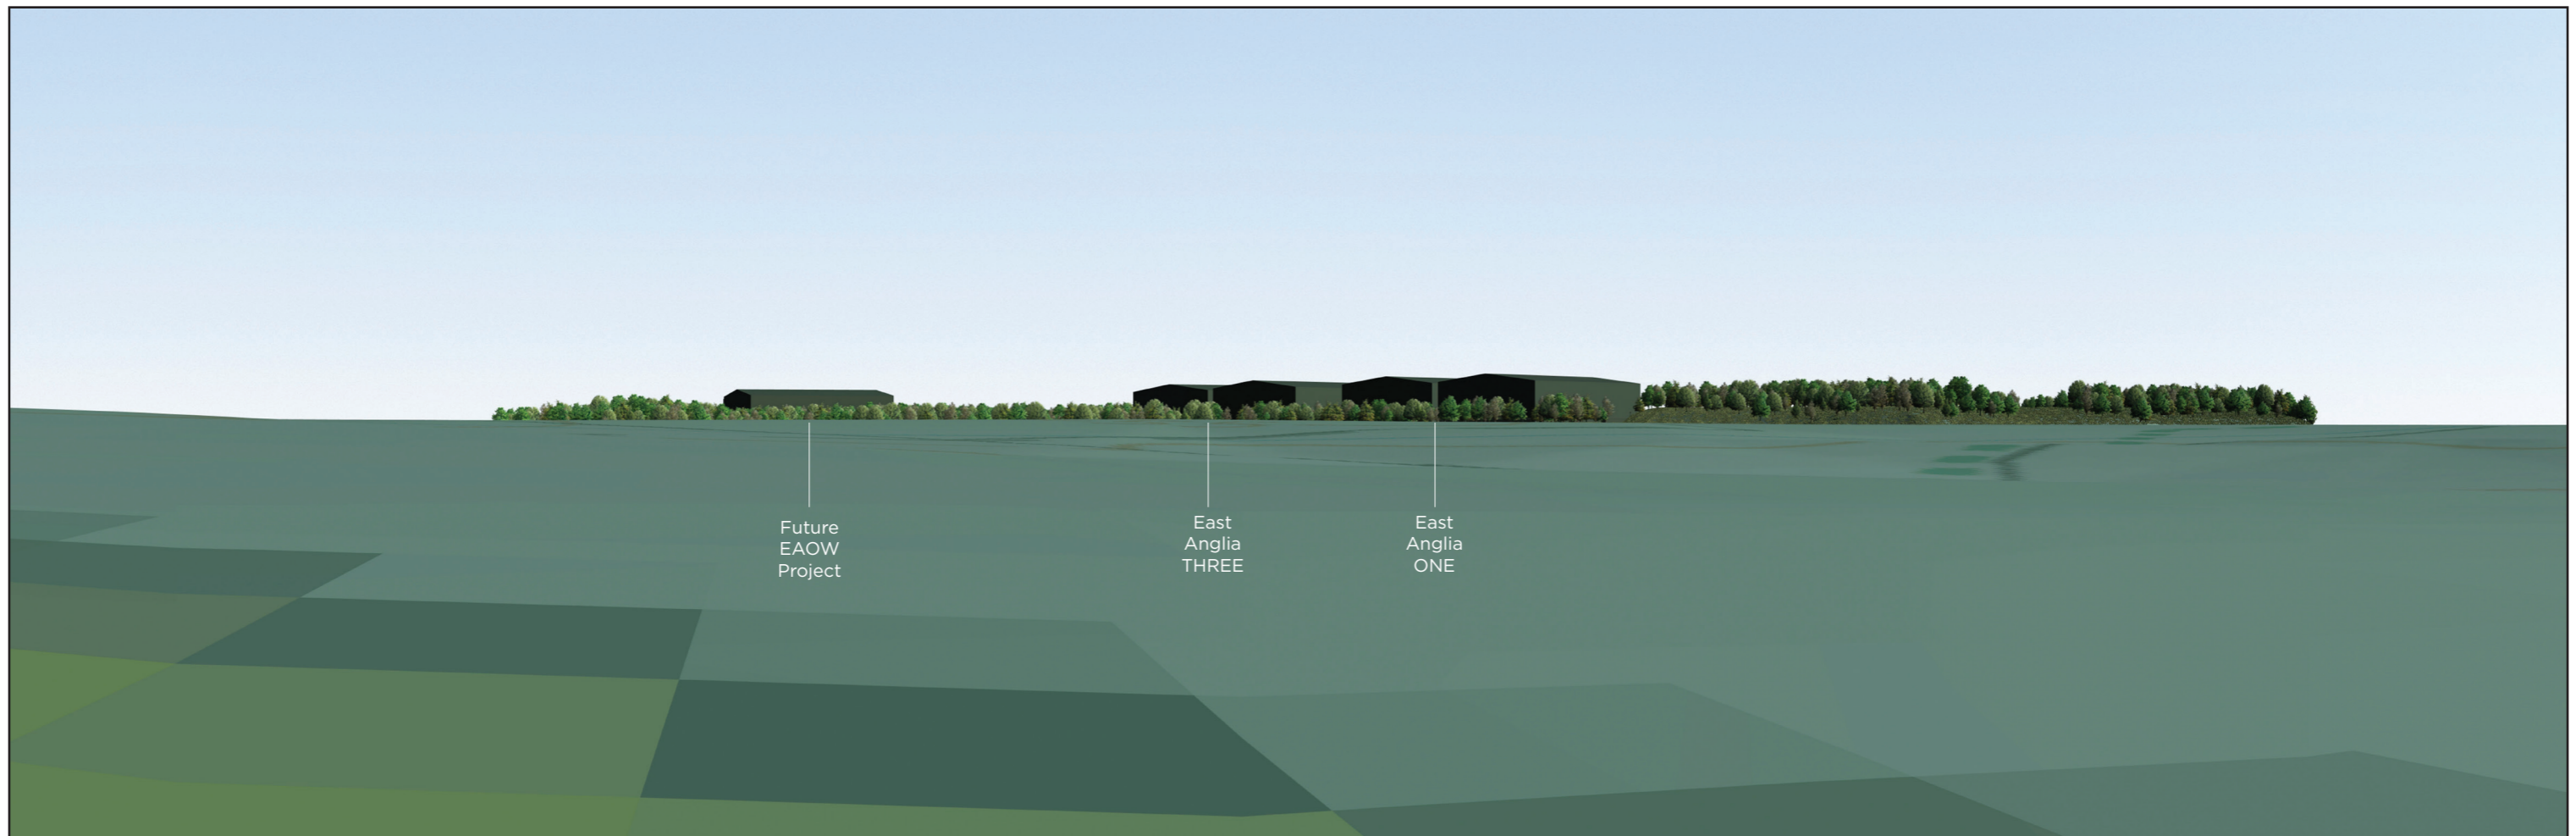 Future
EAOW
Project
East
Anglia
THREE
East
Anglia
ONE